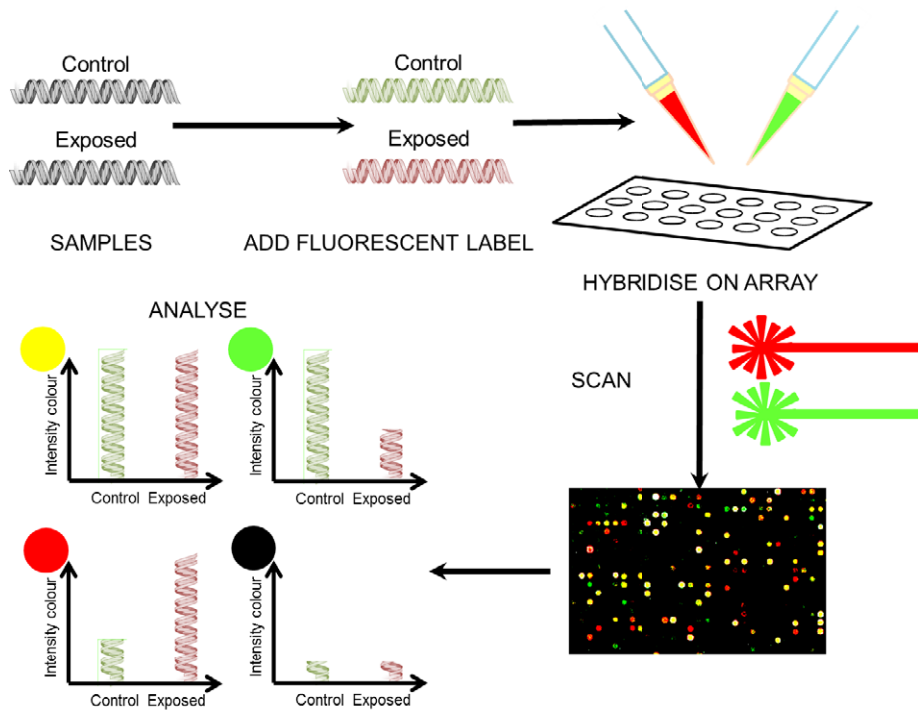 Control
Exposed
SAMPLES
Control
Exposed
ADD FLUORESCENT LABEL
HYBRIDISE ON ARRAY
SCAN
ANALYSE
Intensity colour
Control Exposed
Intensity colour
Control Exposed
Intensity colour
Control Exposed
Intensity colour
Control Exposed